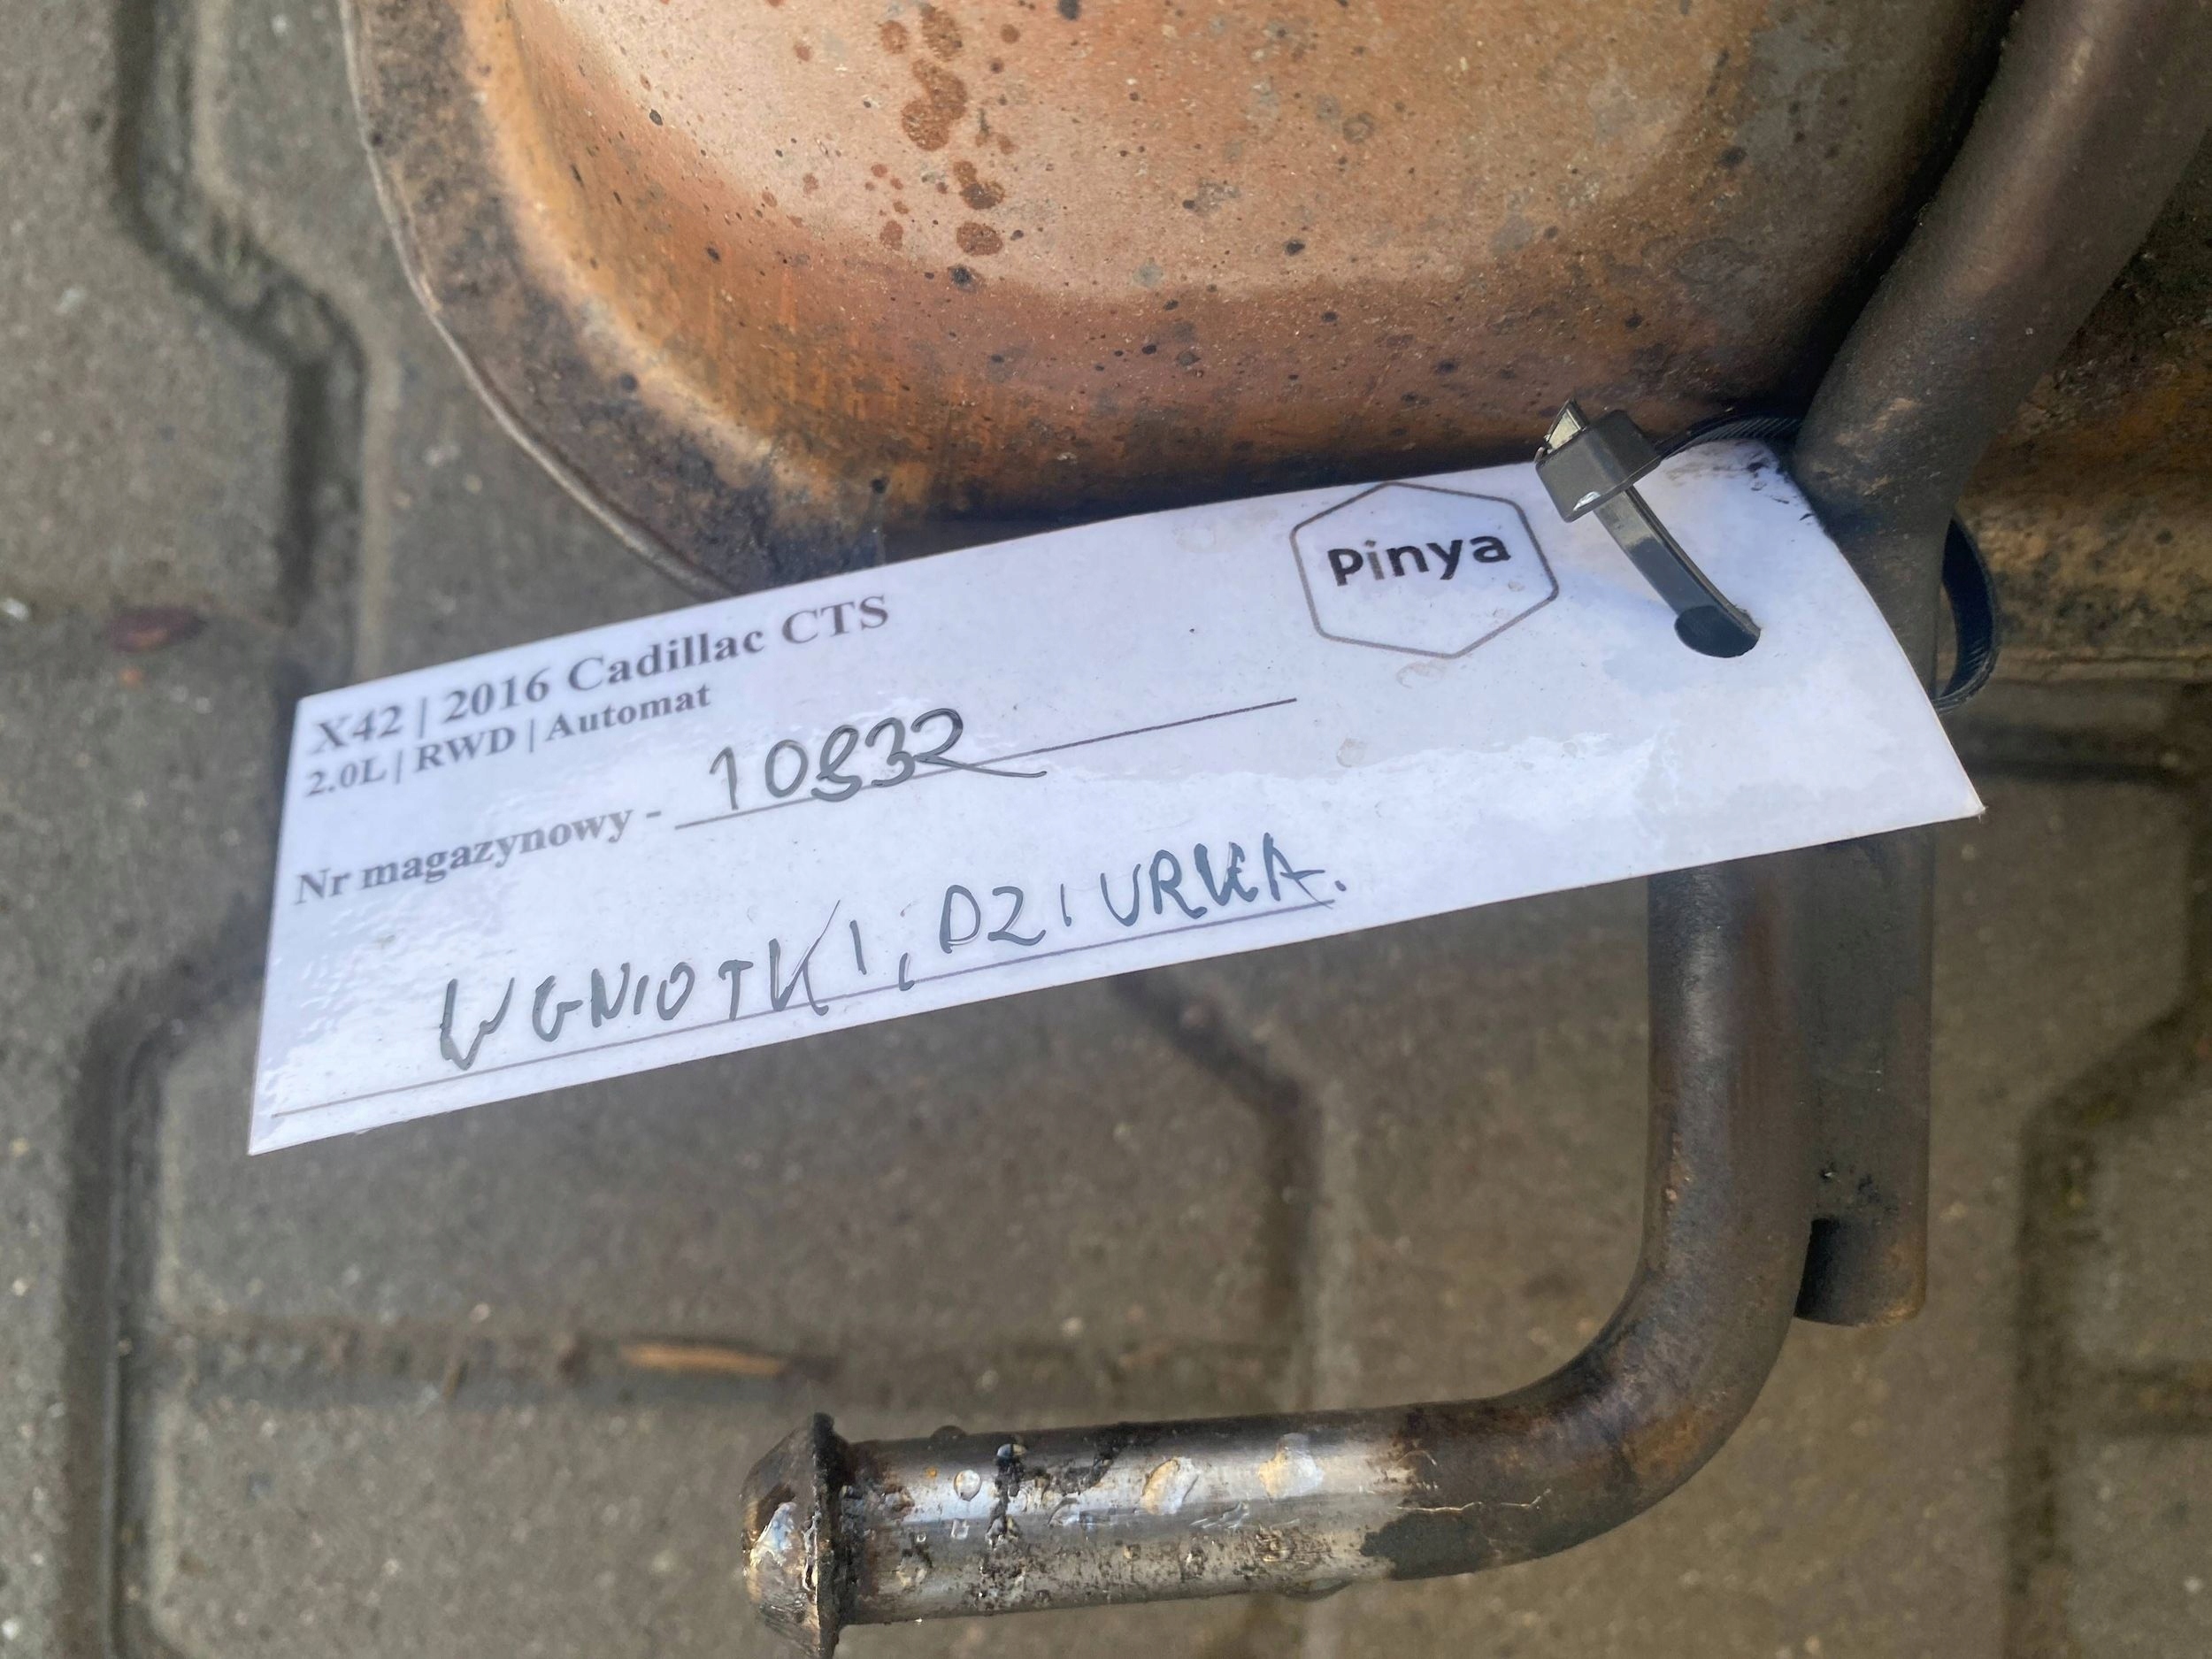 Pinya
X42 | 2016 Cadillac CTS
2.0L | RWD | Automat
Nr magazynowy - 10832
WGNIOTKI, DZIURKA.